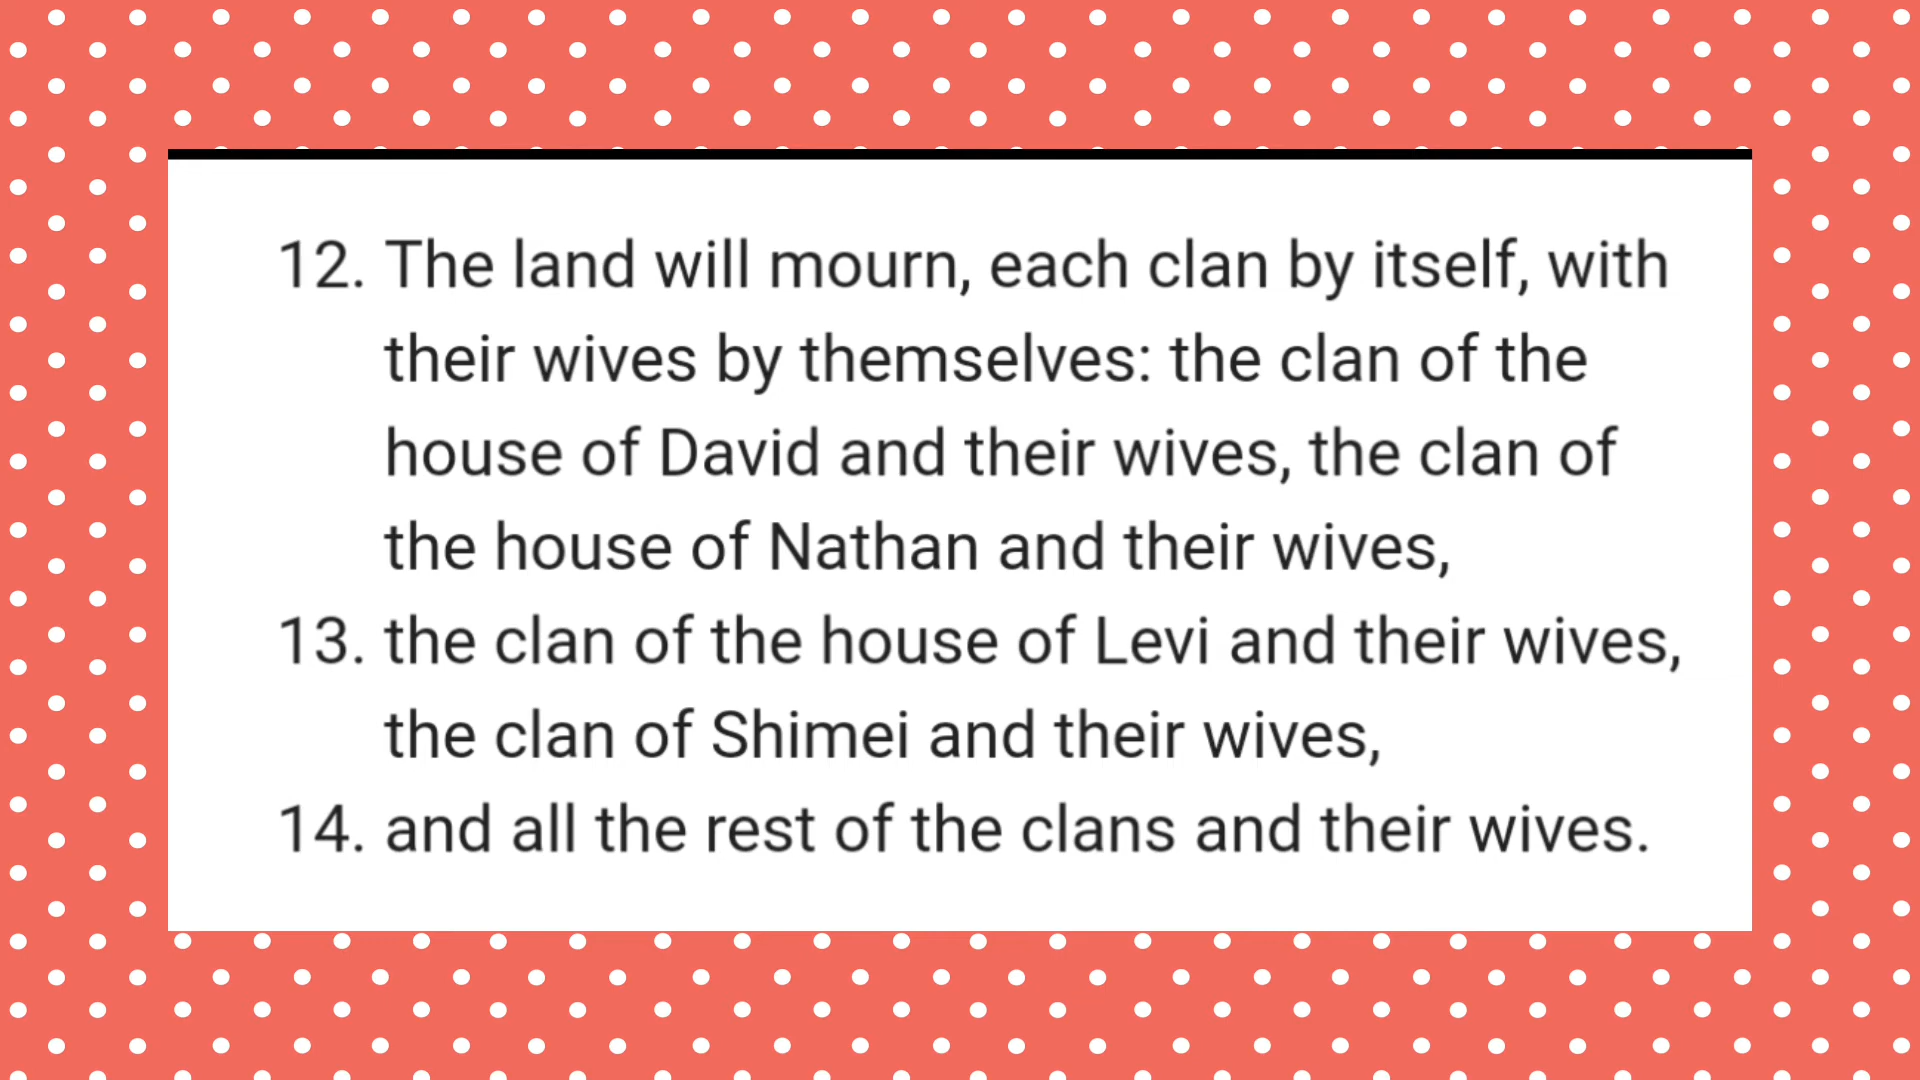 12. The land will mourn, each clan by itself, with
their wives by themselves: the clan of the
house of David and their wives, the clan of
the house of Nathan and their wives,
13. the clan of the house of Levi and their wives,
the clan of Shimei and their wives,
14. and all the rest of the clans and their wives.